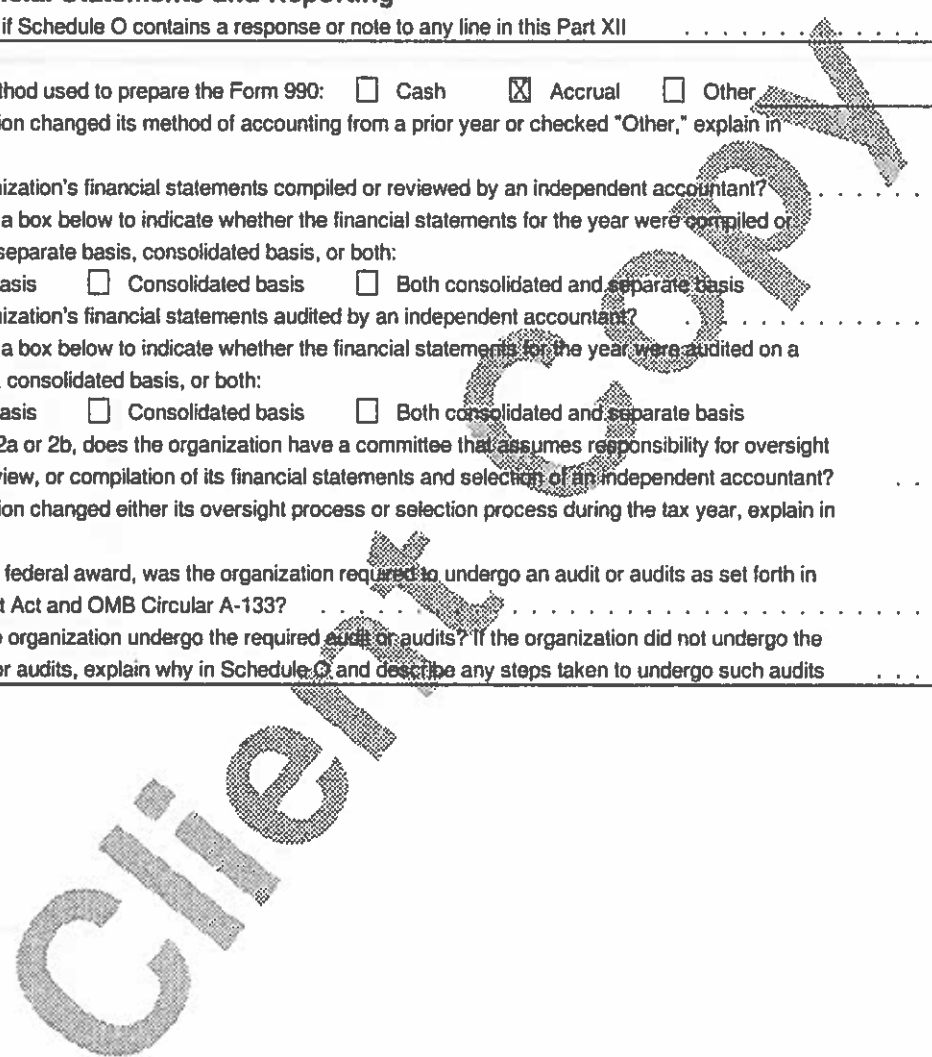 ncial Statements and Reporting
if Schedule O contains a response or note to any line in this Part XII . . . . . . . . . . . .
thod used to prepare the Form 990: ☐ Cash ☒ Accrual ☐ Other
ion changed its method of accounting from a prior year or checked "Other," explain in
nization's financial statements compiled or reviewed by an independent accountant? . . . . . .
a box below to indicate whether the financial statements for the year were compiled or
separate basis, consolidated basis, or both:
asis ☐ Consolidated basis ☐ Both consolidated and separate basis
nization's financial statements audited by an independent accountant? . . . . . . . . . . . .
a box below to indicate whether the financial statements for the year were audited on a
, consolidated basis, or both:
asis ☐ Consolidated basis ☐ Both consolidated and separate basis
2a or 2b, does the organization have a committee that assumes responsibility for oversight
view, or compilation of its financial statements and selection of an independent accountant? . .
ion changed either its oversight process or selection process during the tax year, explain in
federal award, was the organization required to undergo an audit or audits as set forth in
t Act and OMB Circular A-133? . . . . . . . . . . . . . . . . . . . . . . . . . . . . . . . .
e organization undergo the required audit or audits? If the organization did not undergo the
or audits, explain why in Schedule O and describe any steps taken to undergo such audits . . .
Client Copy